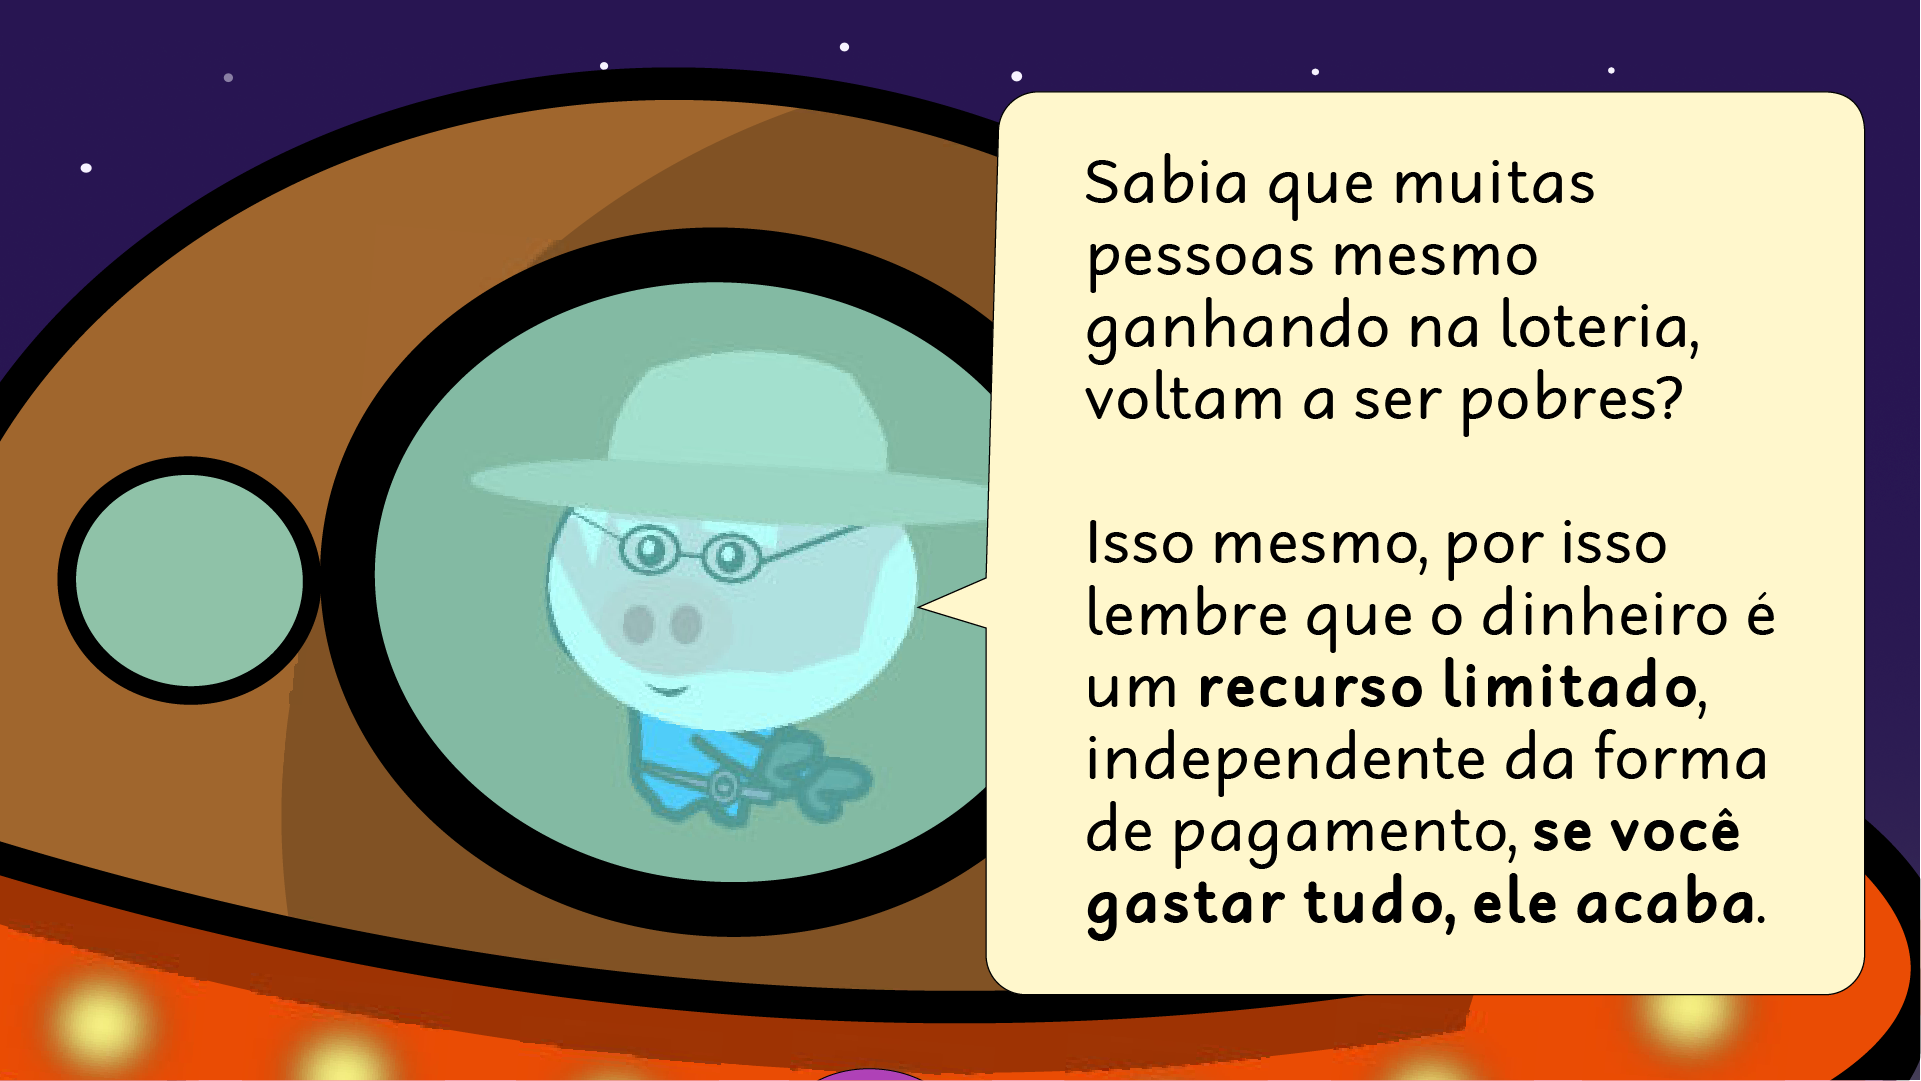 Sabia que muitas
pessoas mesmo
ganhando na loteria,
voltam a ser pobres?
Isso mesmo, por isso
lembre que o dinheiro é
um recurso limitado,
independente da forma
de pagamento, se você
gastar tudo, ele acaba.